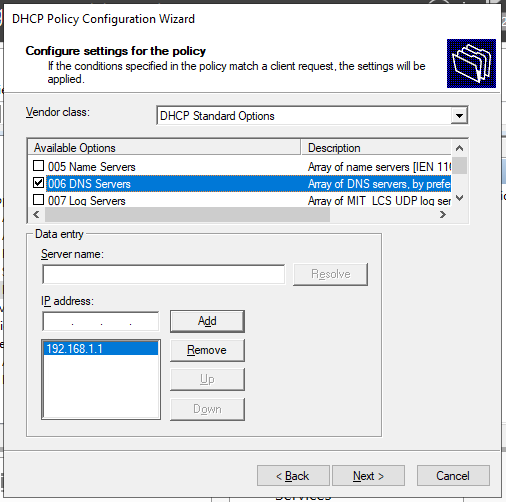 DHCP Policy Configuration Wizard
Configure settings for the policy
If the conditions specified in the policy match a client request, the settings will be
applied.
Vendor class: DHCP Standard Options
Available Options Description
005 Name Servers Array of name servers [IEN 116
006 DNS Servers Array of DNS servers, by prefe
007 Log Servers Array of MIT_LCS UDP log ser
Data entry
Server name:
Resolve
IP address:
. . . Add
192.168.1.1 Remove
Up
Down
< Back Next > Cancel
Services